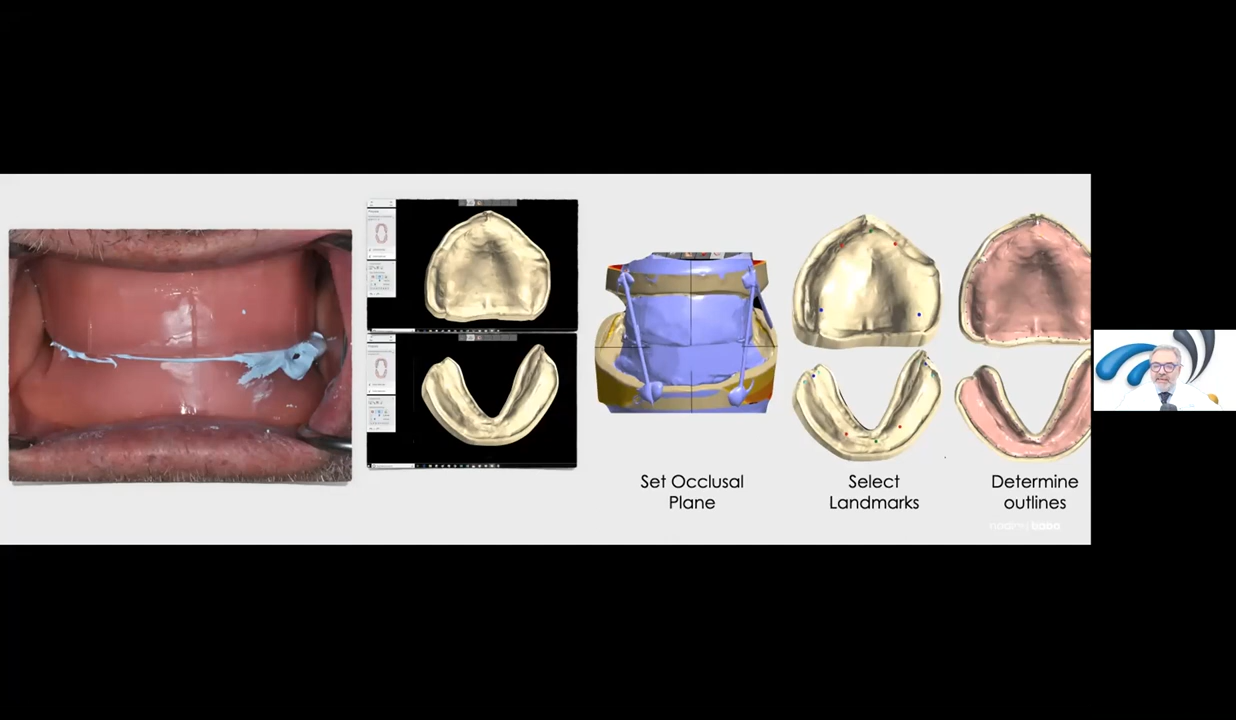 Set Occlusal
Plane
Select
Landmarks
Determine
outlines